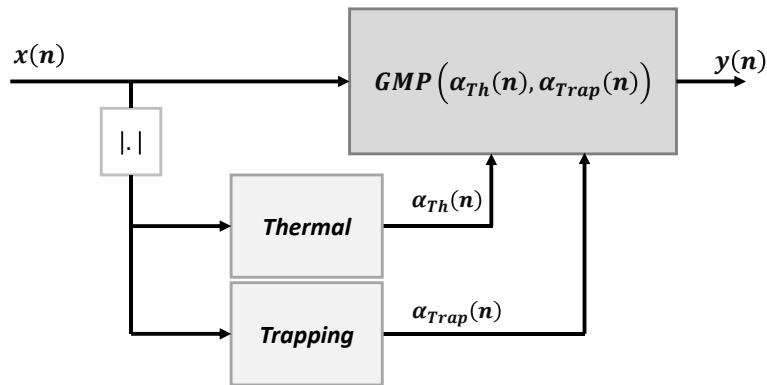 x(n)
GMP(α_Th(n), α_Trap(n))
y(n)
|.|
Thermal
α_Th(n)
Trapping
α_Trap(n)